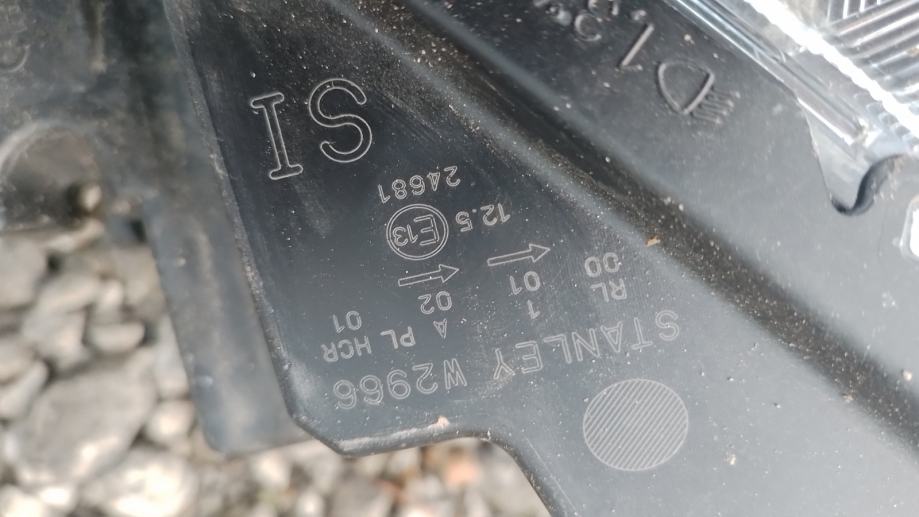 STANLEY W2966
RL 1 A PL HCR
00 01 02 01
12.5 E13
24681
SI